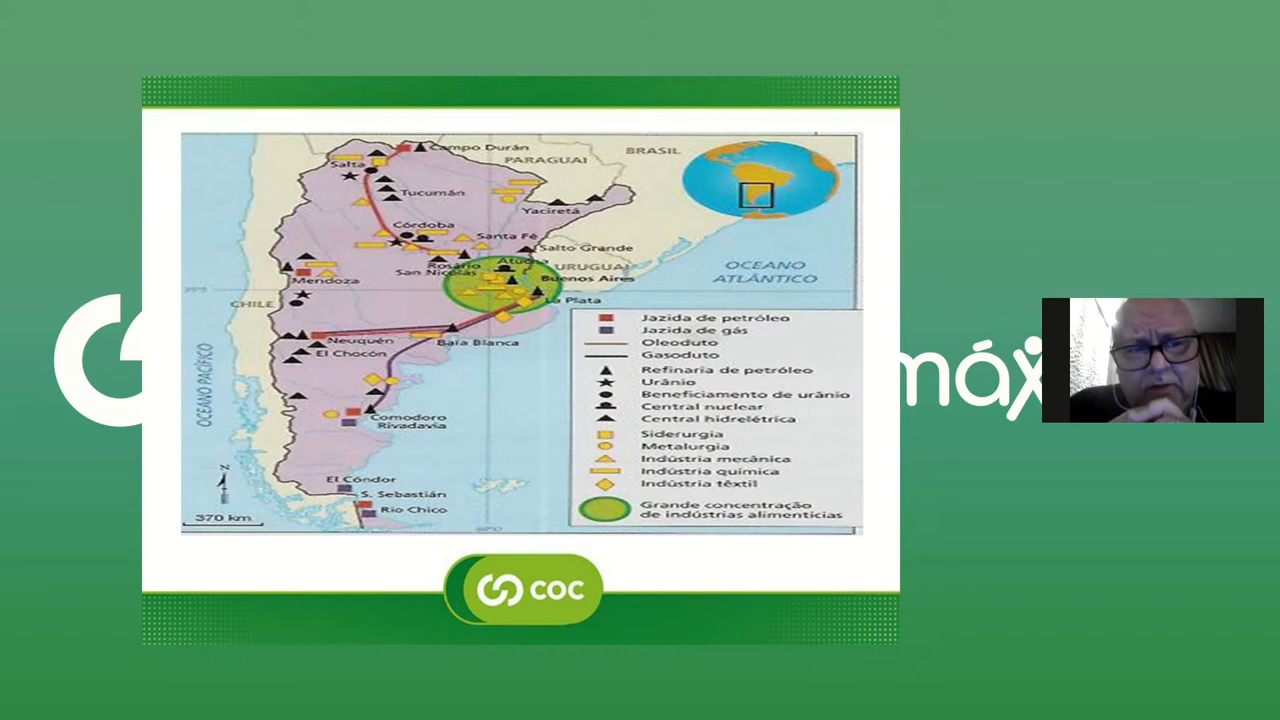 Campo Durán
BRASIL
PARAGUAI
Salta
Tucumán
Yaciretá
Córdoba
Santa Fé
Salto Grande
Atucha
Rosário
San Nicolás
URUGUAI
Buenos Aires
OCEANO
ATLÂNTICO
Mendoza
La Plata
CHILE
Neuquén
Baía Blanca
El Chocón
OCEANO PACÍFICO
Comodoro
Rivadavia
El Cóndor
S. Sebastián
Rio Chico
N
370 km
Jazida de petróleo
Jazida de gás
Oleoduto
Gasoduto
Refinaria de petróleo
Urânio
Beneficiamento de urânio
Central nuclear
Central hidrelétrica
Siderurgia
Metalurgia
Indústria mecânica
Indústria química
Indústria têxtil
Grande concentração
de indústrias alimentícias
coc
máx